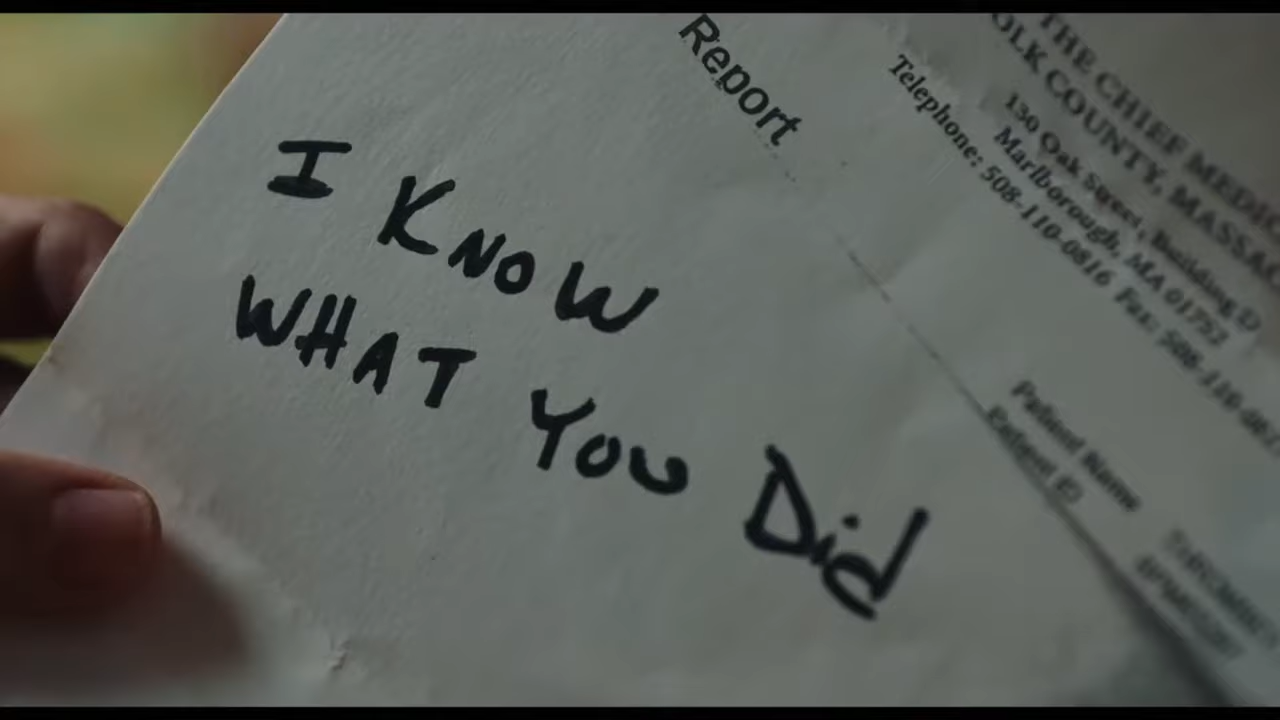 I KNOW
WHAT YOU Did
Report
THE CHIEF MEDIC
OLK COUNTY, MASSAC
130 Oak Street, Building D
Marlborough, MA 01752
Telephone: 508-110-0816 Fax: 508-110-
Patient Name
Patient ID